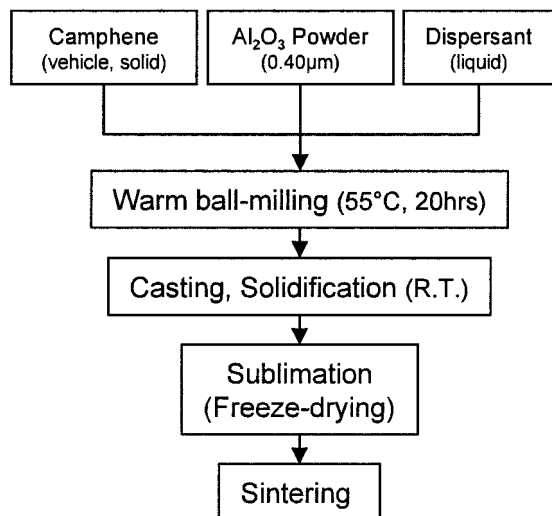 Camphene
(vehicle, solid)
Al₂O₃ Powder
(0.40μm)
Dispersant
(liquid)
Warm ball-milling (55°C, 20hrs)
Casting, Solidification (R.T.)
Sublimation
(Freeze-drying)
Sintering